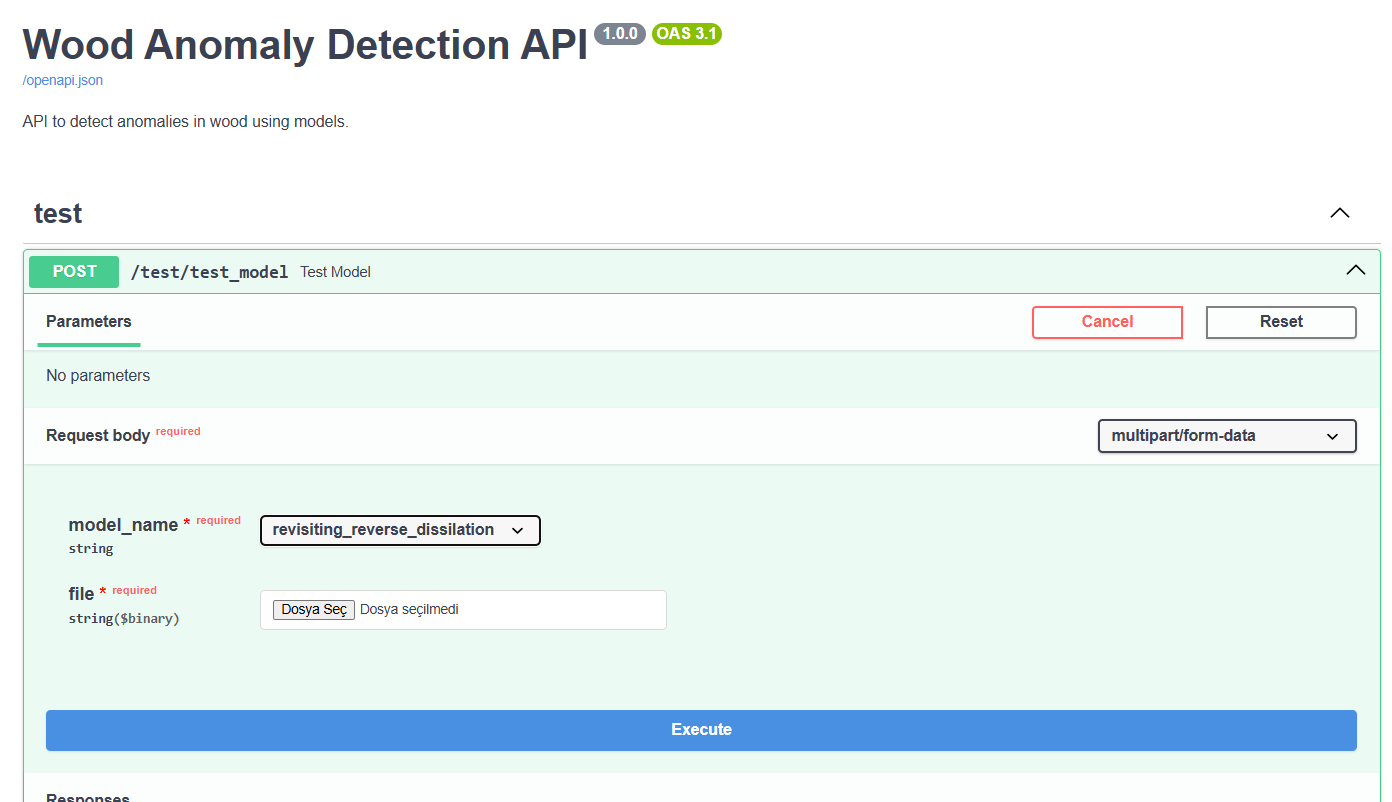 Wood Anomaly Detection API 1.0.0 OAS 3.1
/openapi.json
API to detect anomalies in wood using models.
test
POST /test/test_model Test Model
Parameters Cancel Reset
No parameters
Request body required multipart/form-data
model_name * required revisiting_reverse_dissilation
string
file * required
string($binary) Dosya Seç Dosya seçilmedi
Execute
Responses